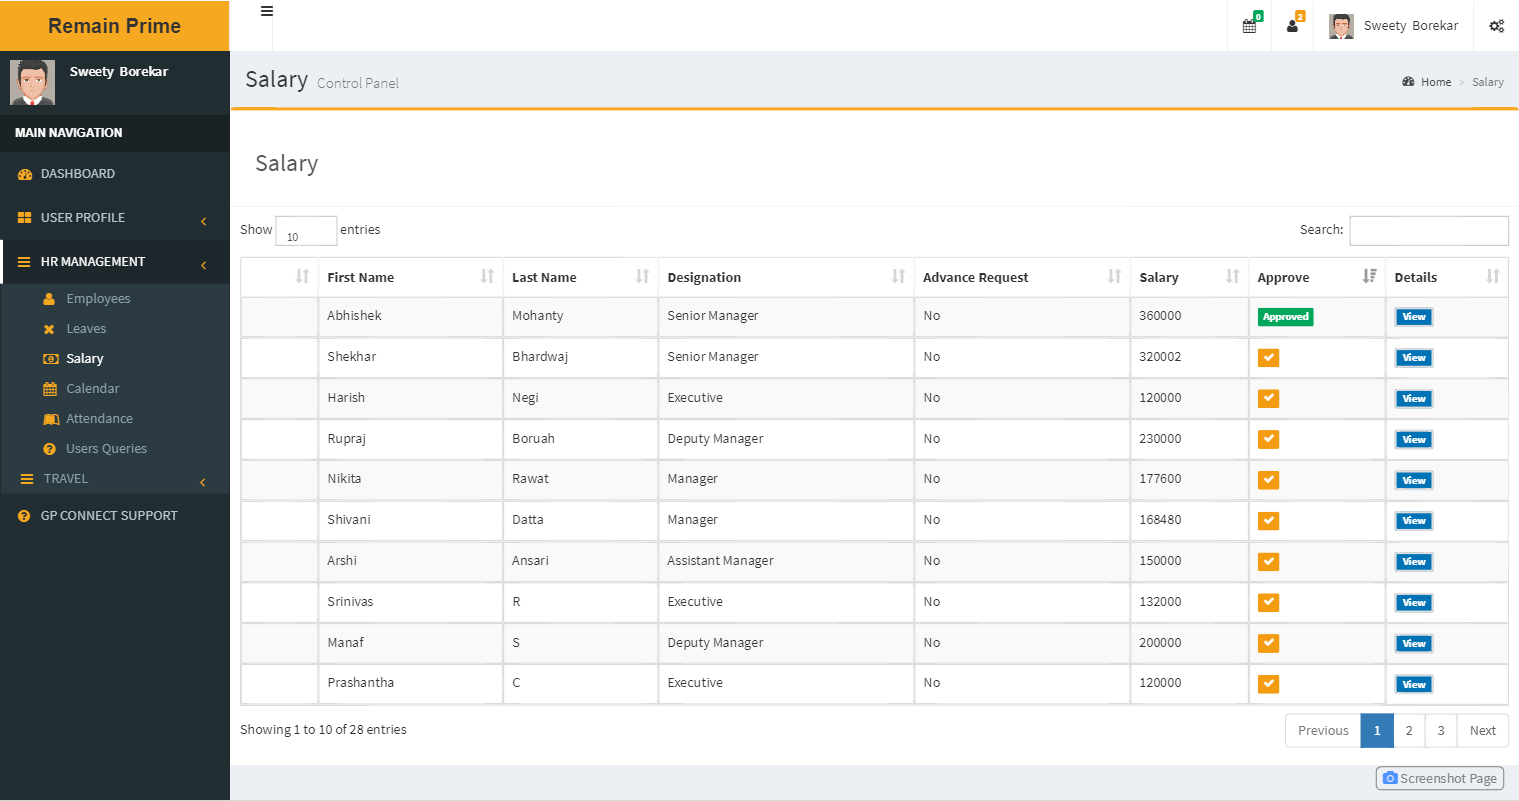 Remain Prime
0
2
Sweety Borekar
Sweety Borekar
MAIN NAVIGATION
DASHBOARD
USER PROFILE
HR MANAGEMENT
Employees
Leaves
Salary
Calendar
Attendance
Users Queries
TRAVEL
GP CONNECT SUPPORT
Salary Control Panel
Home > Salary
Salary
Show 10 entries
Search:
First Name Last Name Designation Advance Request Salary Approve Details
Abhishek Mohanty Senior Manager No 360000 Approved View
Shekhar Bhardwaj Senior Manager No 320002 View
Harish Negi Executive No 120000 View
Rupraj Boruah Deputy Manager No 230000 View
Nikita Rawat Manager No 177600 View
Shivani Datta Manager No 168480 View
Arshi Ansari Assistant Manager No 150000 View
Srinivas R Executive No 132000 View
Manaf S Deputy Manager No 200000 View
Prashantha C Executive No 120000 View
Showing 1 to 10 of 28 entries
Previous 1 2 3 Next
Screenshot Page